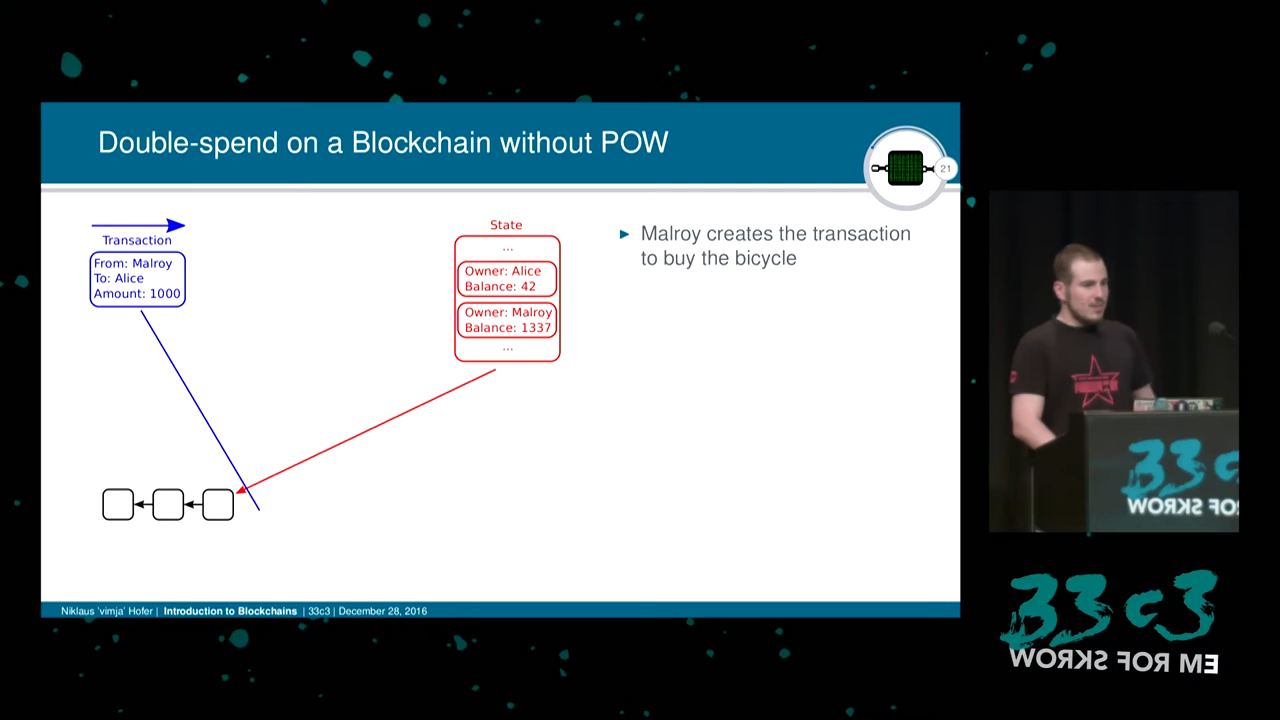 Double-spend on a Blockchain without POW
21
Transaction
From: Malroy
To: Alice
Amount: 1000
State
...
Owner: Alice
Balance: 42
Owner: Malroy
Balance: 1337
...
Malroy creates the transaction
to buy the bicycle
Niklaus 'vimja' Hofer | Introduction to Blockchains | 33c3 | December 28, 2016
33c
WORKS FOR
33c3
WORKS FOR ME